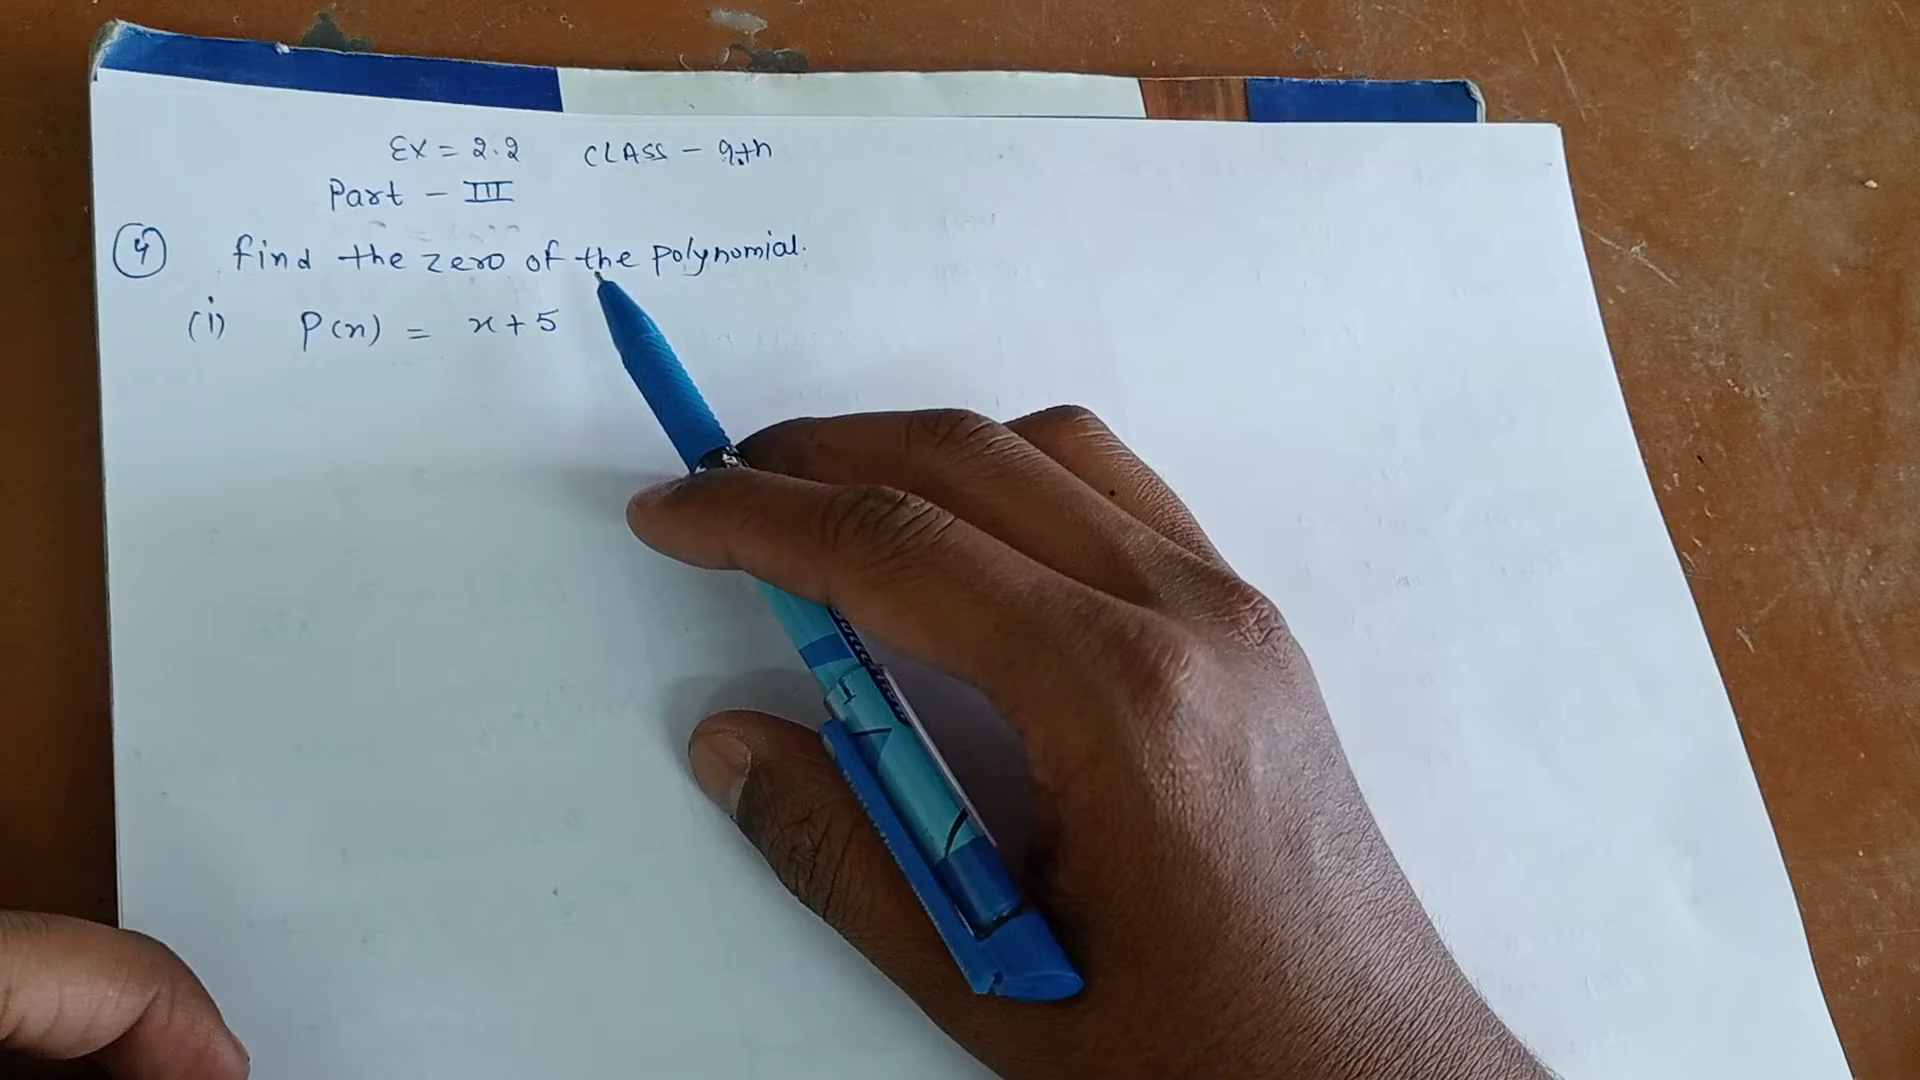 Ex = 2.2 CLASS - 9th
Part - III
4 find the zero of the polynomial.
(i) P(x) = x + 5